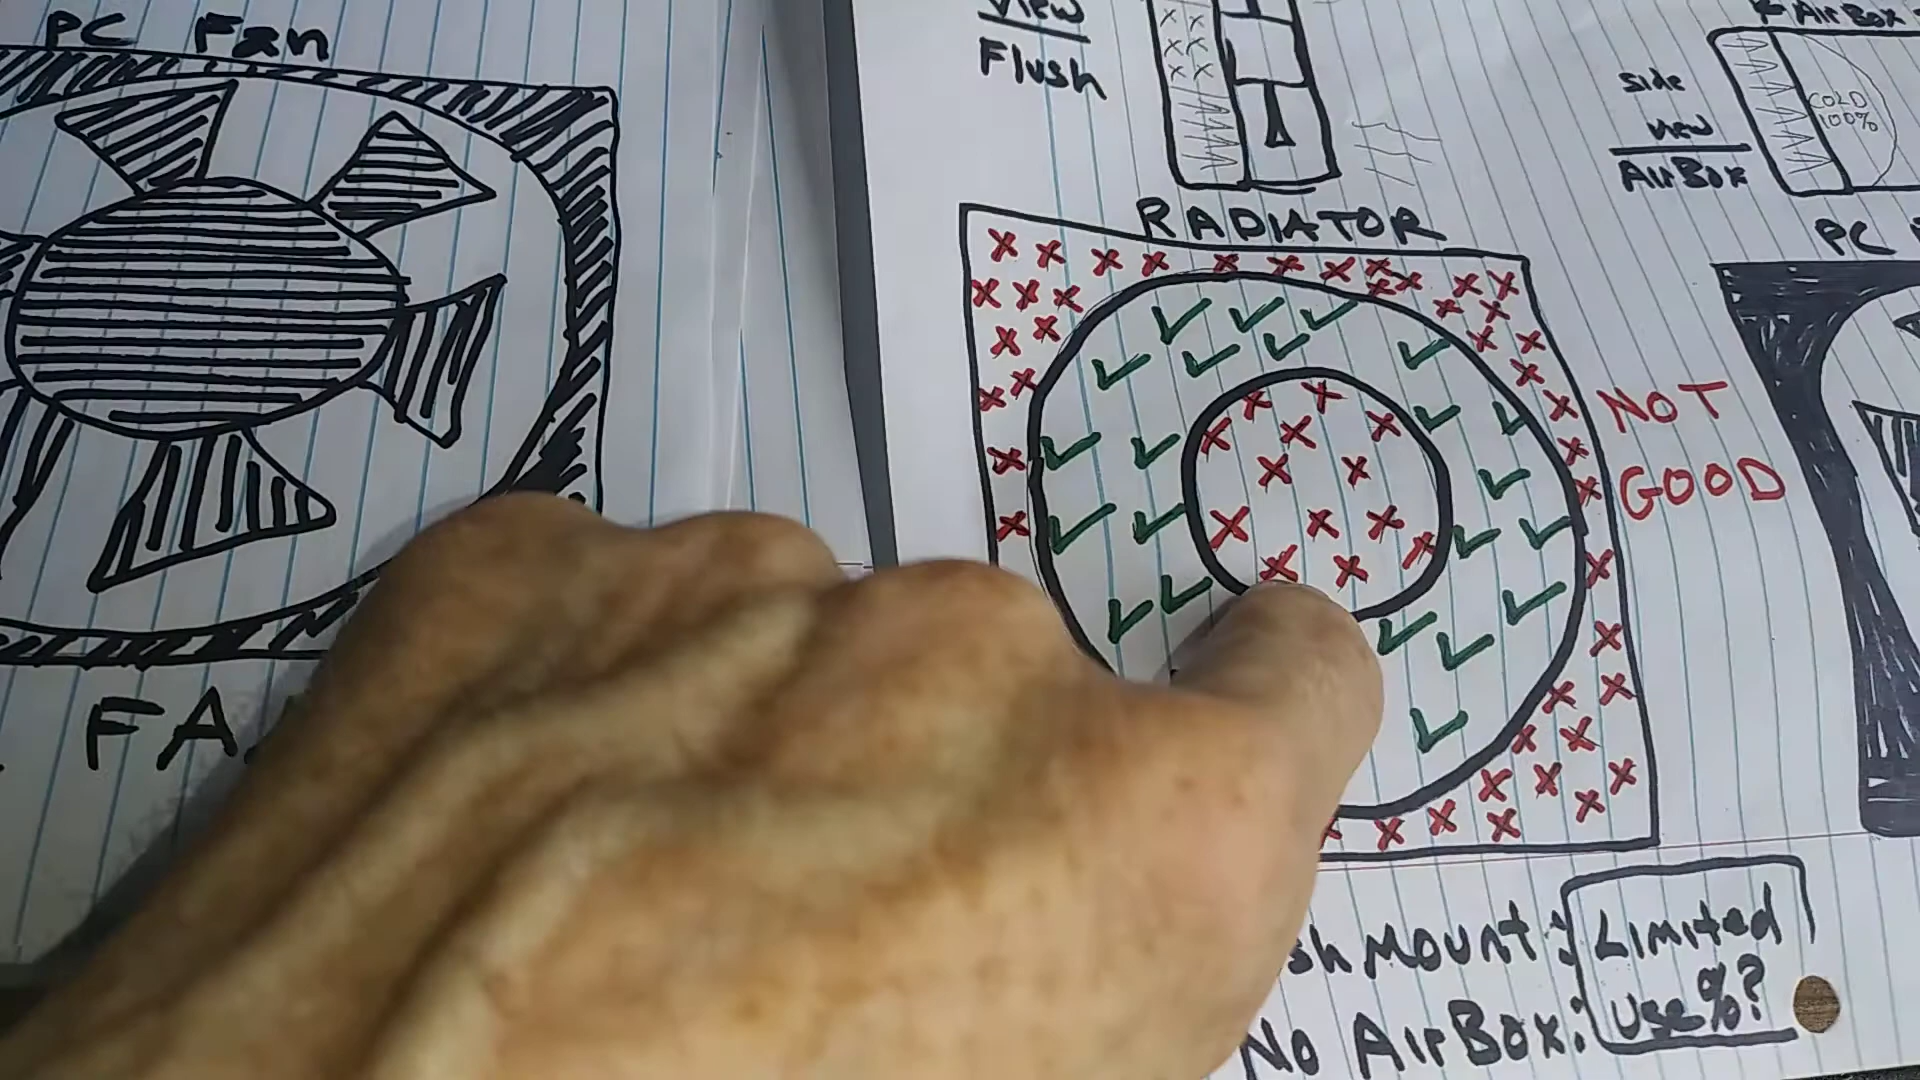 PC Fan
FA
View
Flush
RADIATOR
NOT
GOOD
sh Mount:
No AirBox:
Limited
use%?
AirBox
side
view
AirBox
COLD
100%
PC